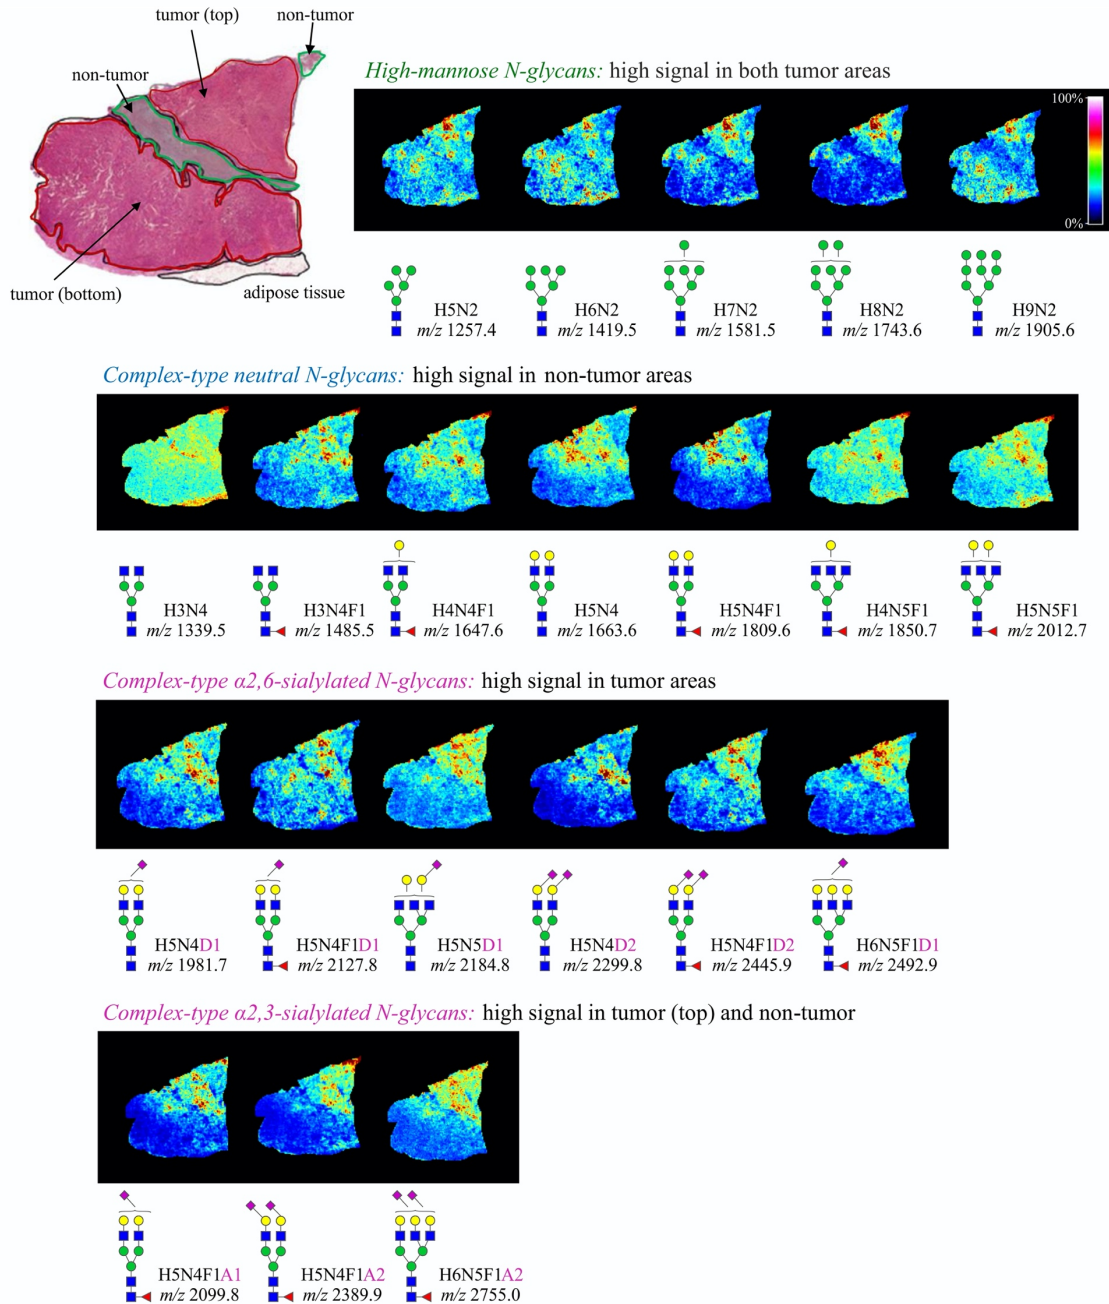 tumor (top)
non-tumor
non-tumor
tumor (bottom)
adipose tissue
High-mannose N-glycans: high signal in both tumor areas
100%
0%
H5N2
m/z 1257.4
H6N2
m/z 1419.5
H7N2
m/z 1581.5
H8N2
m/z 1743.6
H9N2
m/z 1905.6
Complex-type neutral N-glycans: high signal in non-tumor areas
H3N4
m/z 1339.5
H3N4F1
m/z 1485.5
H4N4F1
m/z 1647.6
H5N4
m/z 1663.6
H5N4F1
m/z 1809.6
H4N5F1
m/z 1850.7
H5N5F1
m/z 2012.7
Complex-type α2,6-sialylated N-glycans: high signal in tumor areas
H5N4D1
m/z 1981.7
H5N4F1D1
m/z 2127.8
H5N5D1
m/z 2184.8
H5N4D2
m/z 2299.8
H5N4F1D2
m/z 2445.9
H6N5F1D1
m/z 2492.9
Complex-type α2,3-sialylated N-glycans: high signal in tumor (top) and non-tumor
H5N4F1A1
m/z 2099.8
H5N4F1A2
m/z 2389.9
H6N5F1A2
m/z 2755.0